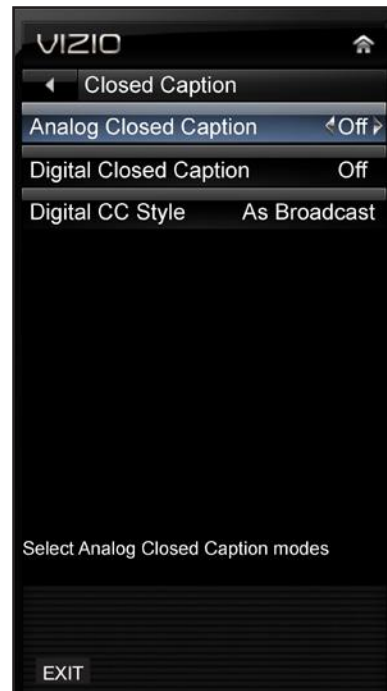 VIZIO
Closed Caption
Analog Closed Caption Off
Digital Closed Caption Off
Digital CC Style As Broadcast
Select Analog Closed Caption modes
EXIT